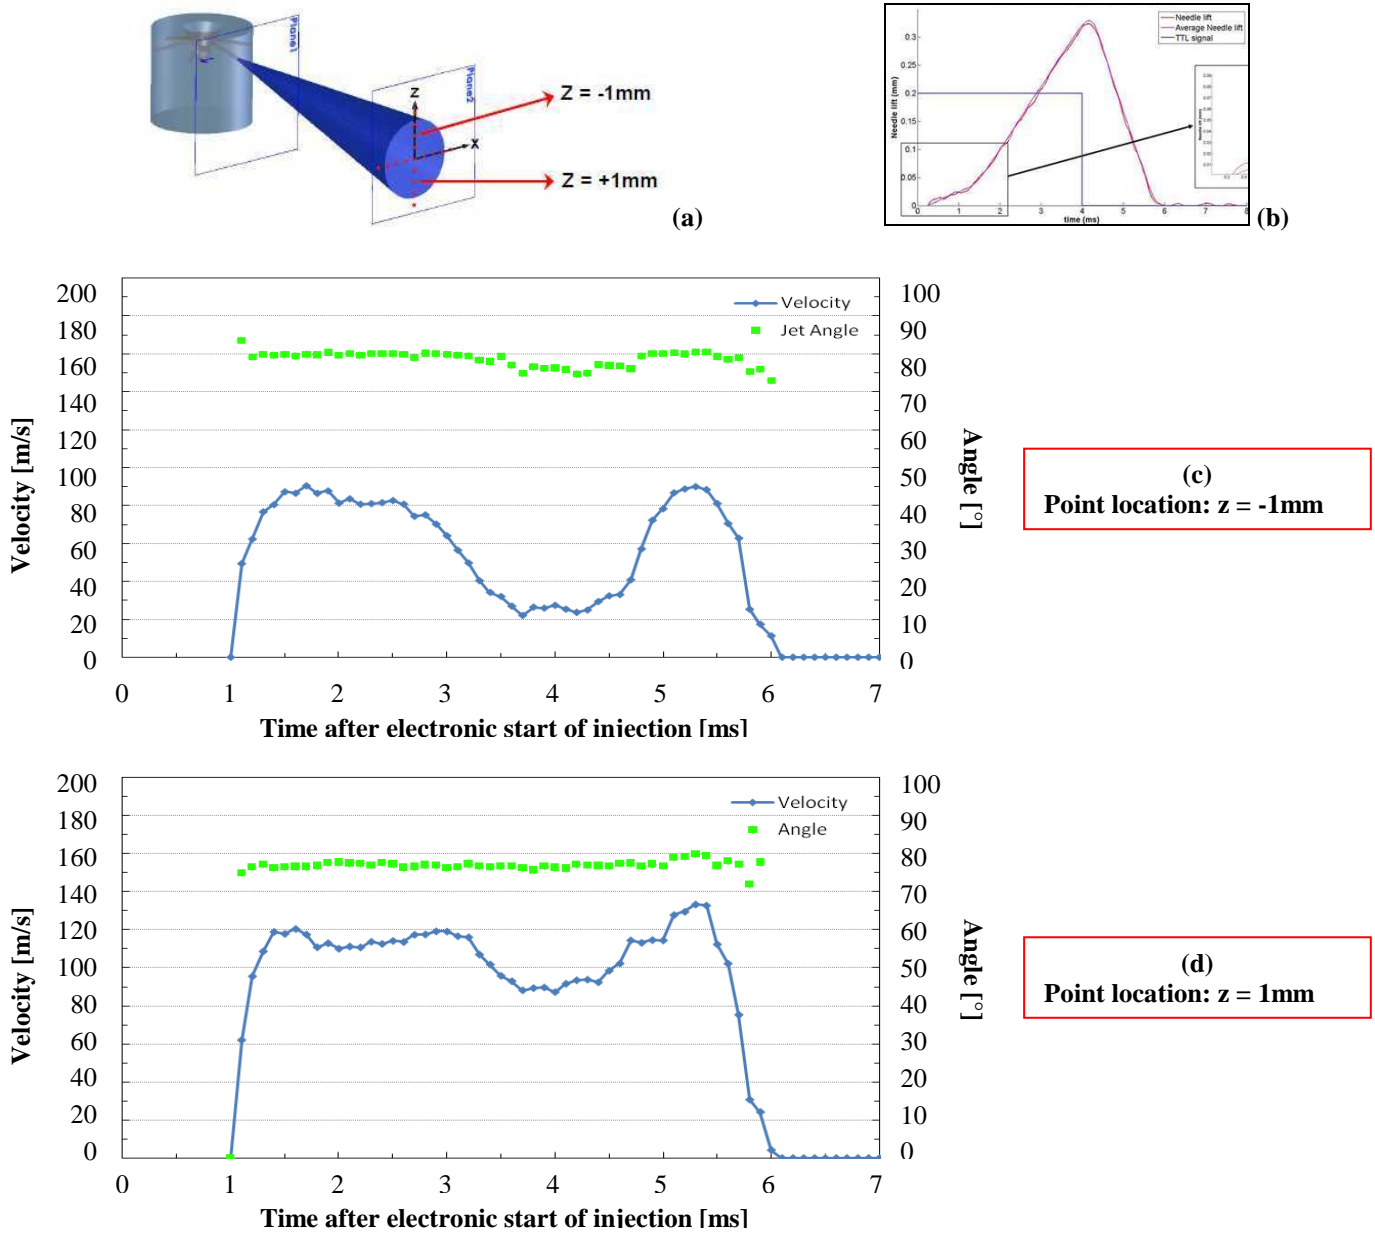 Plane1
Plane2
Z
X
Z = -1mm
Z = +1mm
(a)
Needle lift
Average Needle lift
TTL signal
Needle lift (mm)
0.3
0.25
0.2
0.15
0.1
0.05
0
0 1 2 3 4 5 6 7 8
time (ms)
(b)
200
180
160
140
120
100
80
60
40
20
0
Velocity [m/s]
Velocity
Jet Angle
100
90
80
70
60
50
40
30
20
10
0
Angle [°]
0 1 2 3 4 5 6 7
Time after electronic start of injection [ms]
(c)
Point location: z = -1mm
200
180
160
140
120
100
80
60
40
20
0
Velocity [m/s]
Velocity
Angle
100
90
80
70
60
50
40
30
20
10
0
Angle [°]
0 1 2 3 4 5 6 7
Time after electronic start of injection [ms]
(d)
Point location: z = 1mm